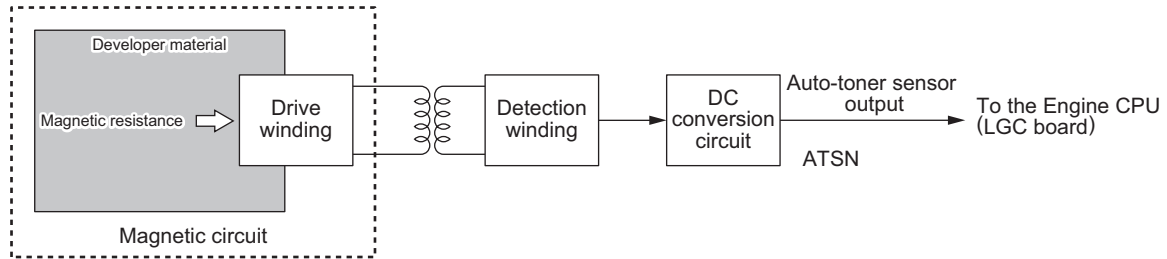 Developer material
Magnetic resistance
Drive
winding
Magnetic circuit
Detection
winding
DC
conversion
circuit
Auto-toner sensor
output
ATSN
To the Engine CPU
(LGC board)